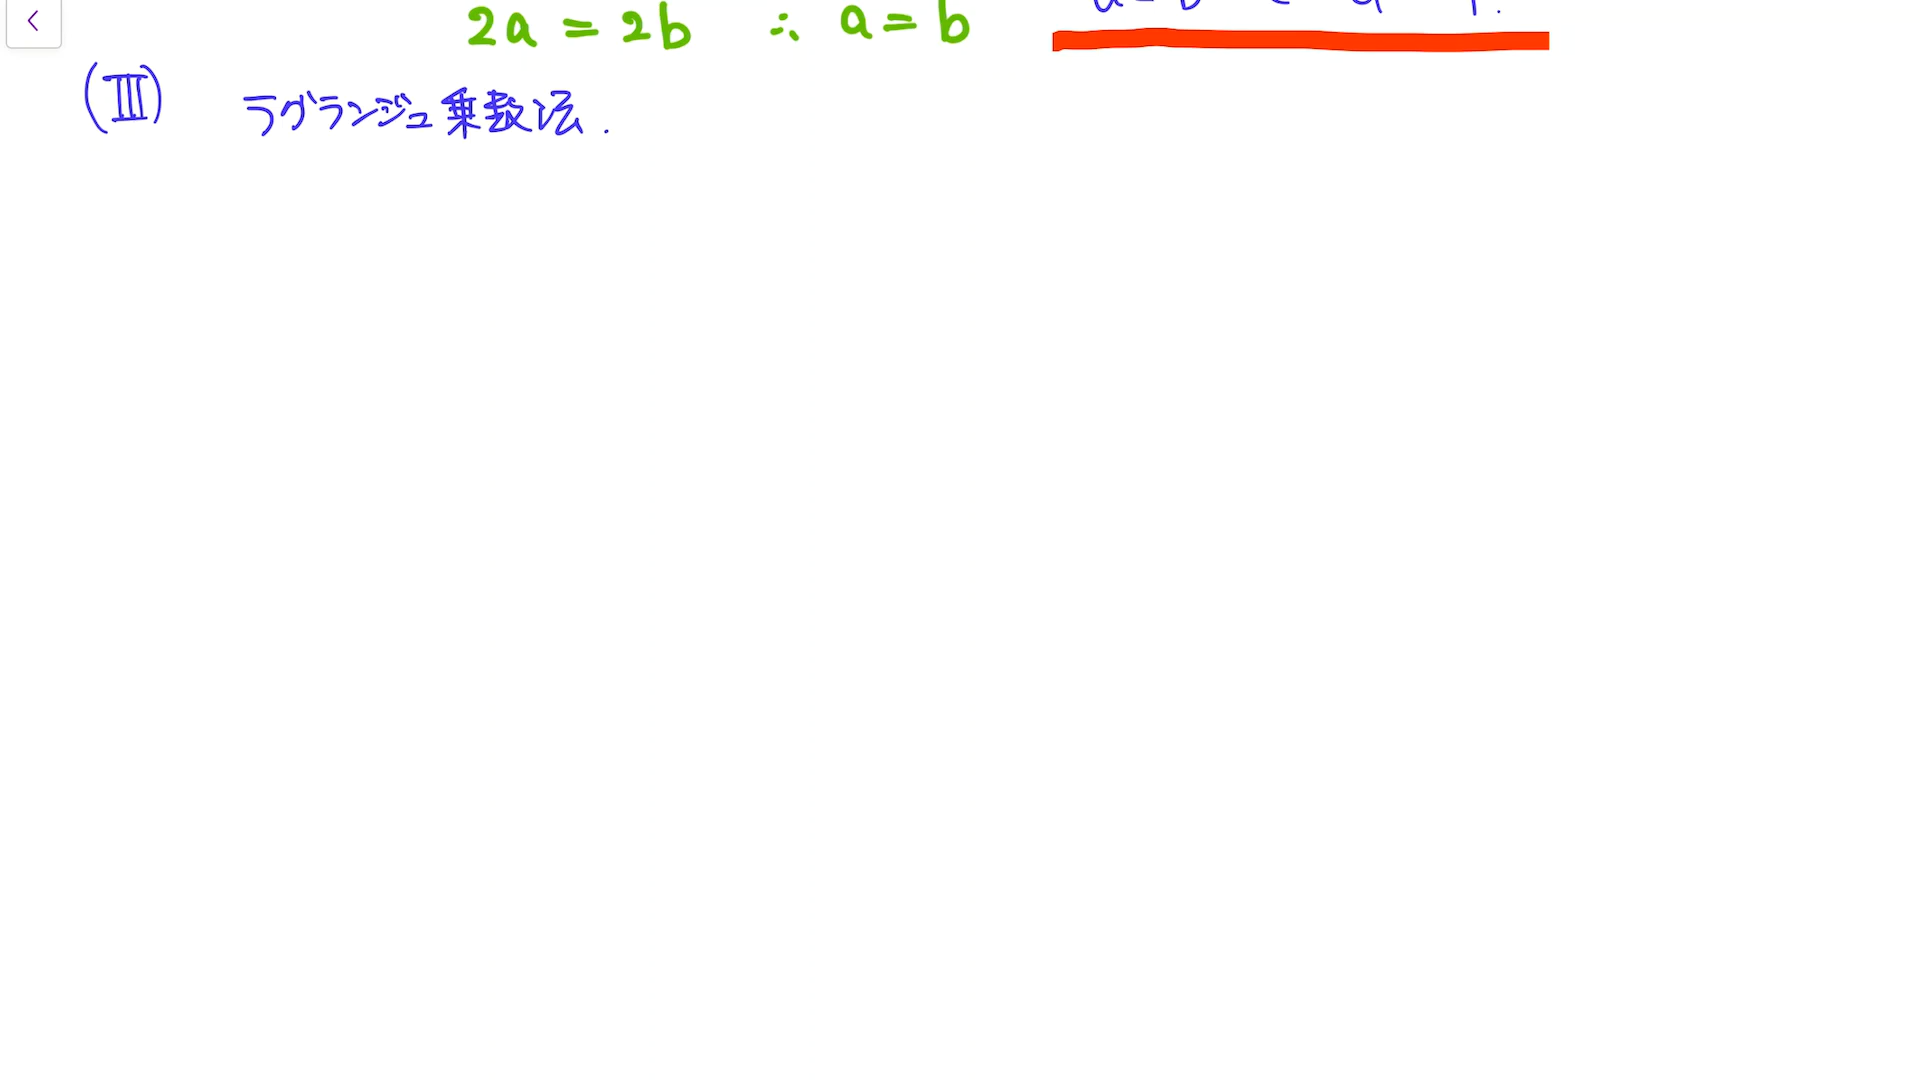 2a = 2b ∴ a = b
(III) ラグランジュ乗数法.